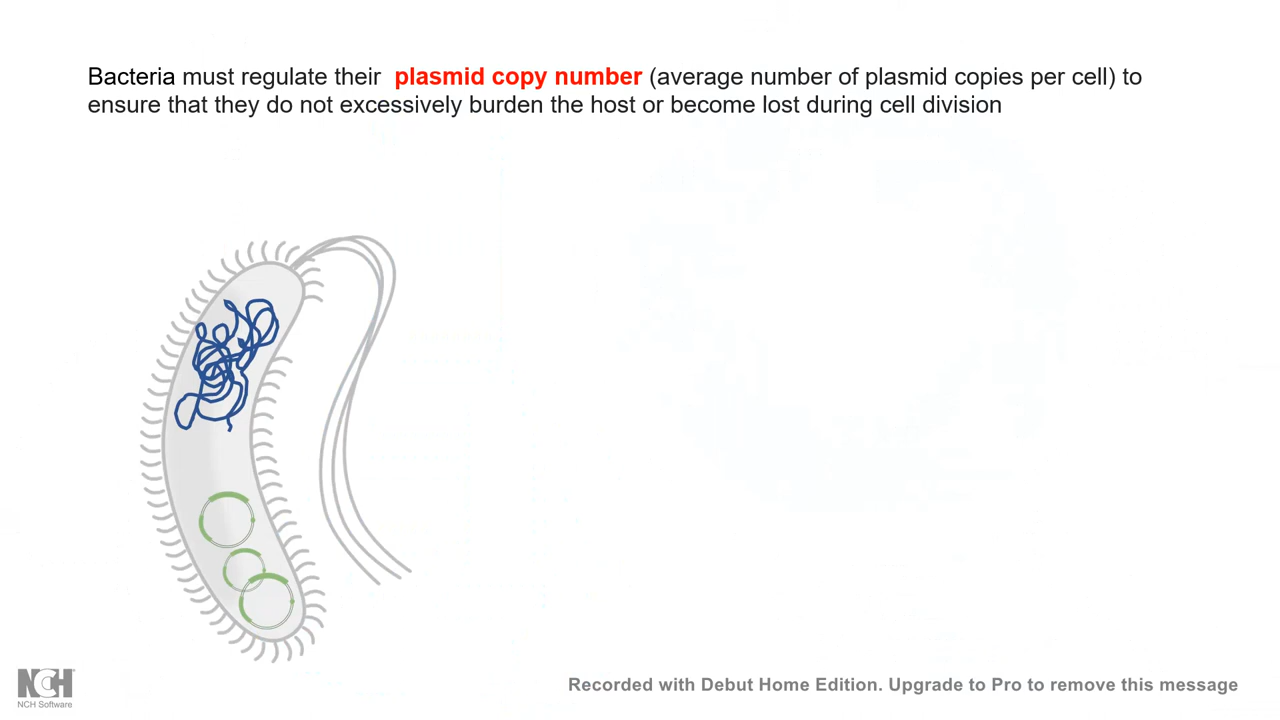 Bacteria must regulate their plasmid copy number (average number of plasmid copies per cell) to
ensure that they do not excessively burden the host or become lost during cell division
NCH
NCH Software
Recorded with Debut Home Edition. Upgrade to Pro to remove this message